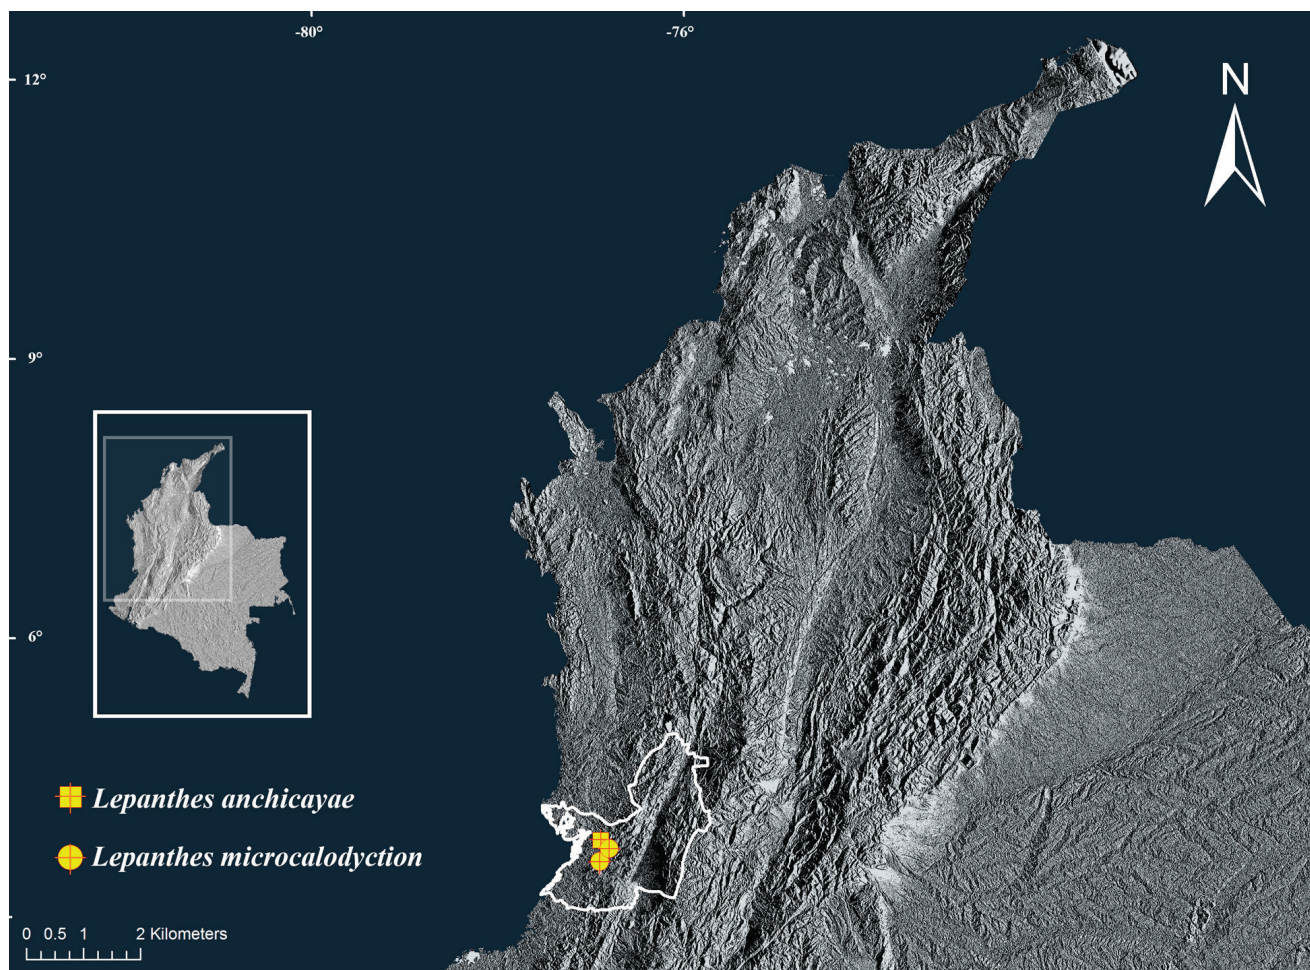 -80° -76°
12°
N
9°
6°
Lepanthes anchicayae
Lepanthes microcalodyction
0 0.5 1 2 Kilometers